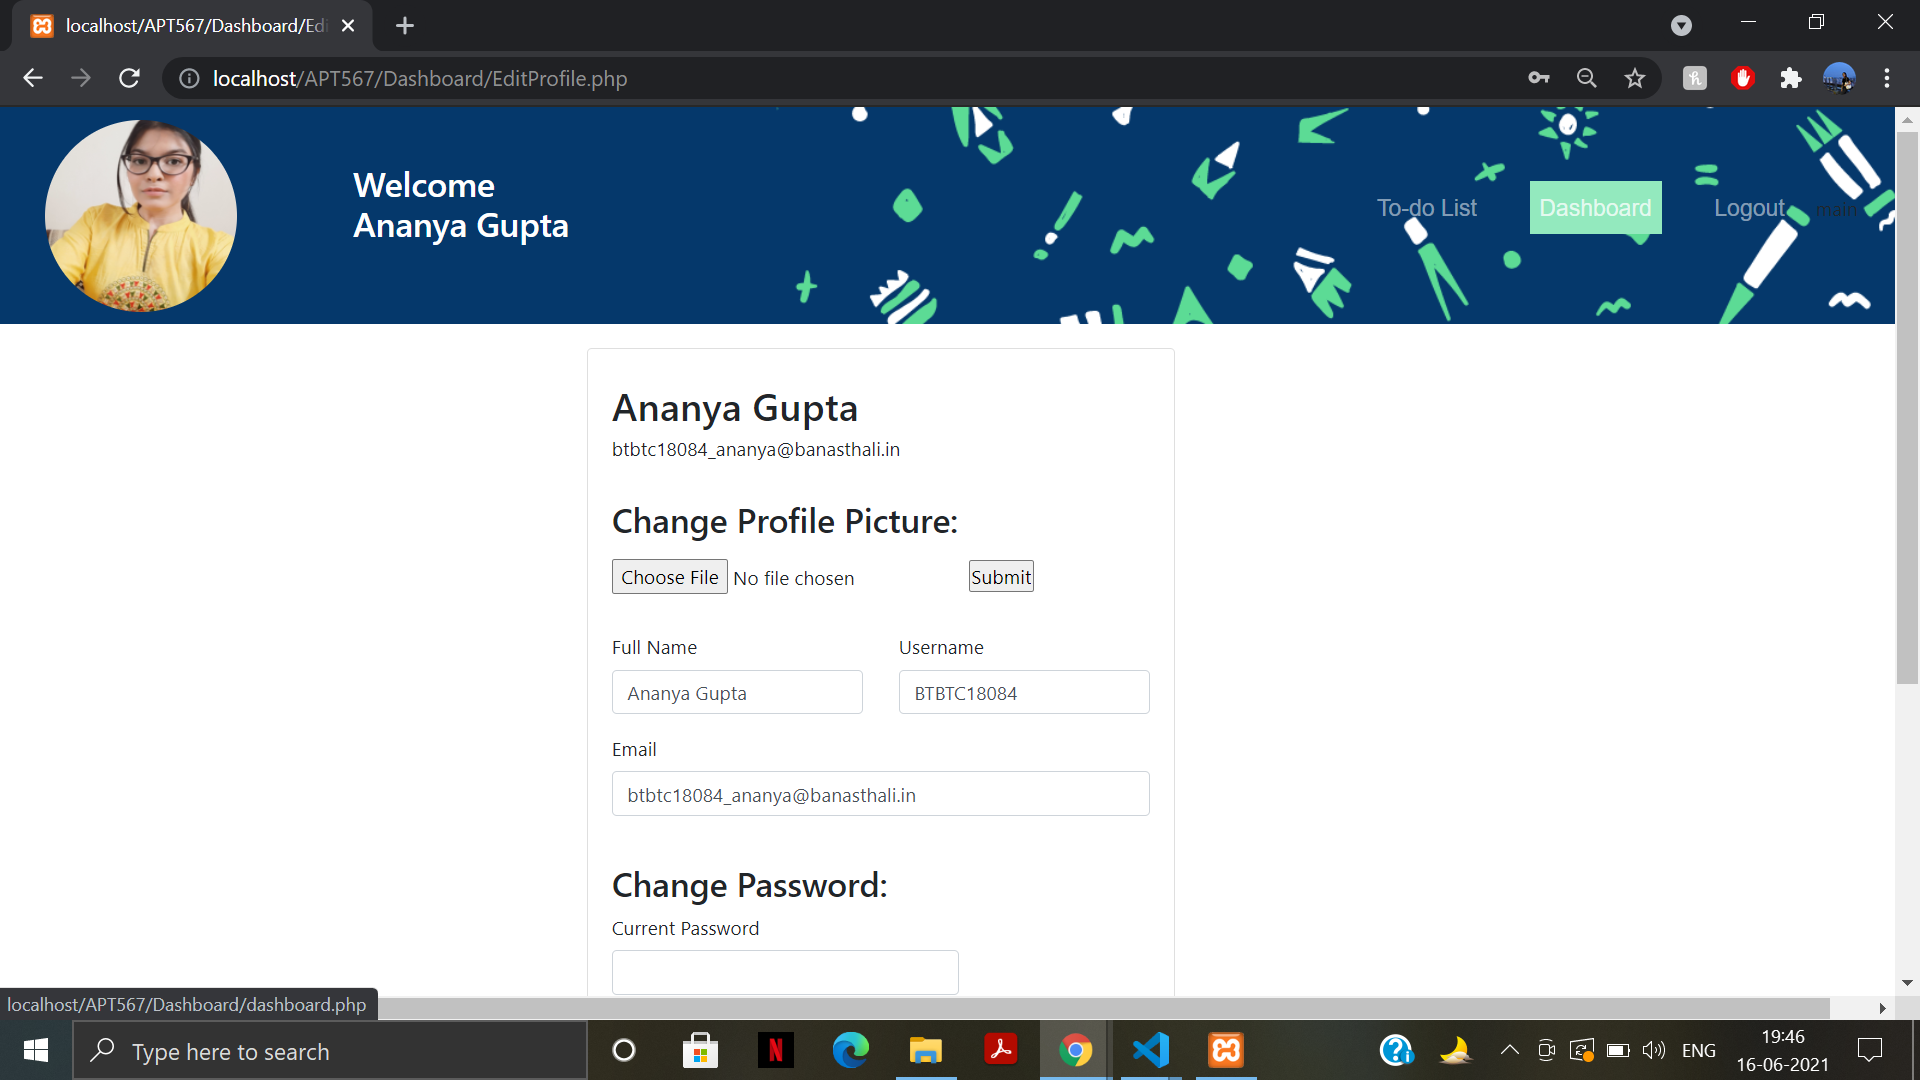 localhost/APT567/Dashboard/Edi
localhost/APT567/Dashboard/EditProfile.php
Welcome
Ananya Gupta
To-do List
Dashboard
Logout
main
Ananya Gupta
btbtc18084_ananya@banasthali.in
Change Profile Picture:
Choose File No file chosen
Submit
Full Name
Username
Ananya Gupta
BTBTC18084
Email
btbtc18084_ananya@banasthali.in
Change Password:
Current Password
localhost/APT567/Dashboard/dashboard.php
Type here to search
ENG
19:46
16-06-2021